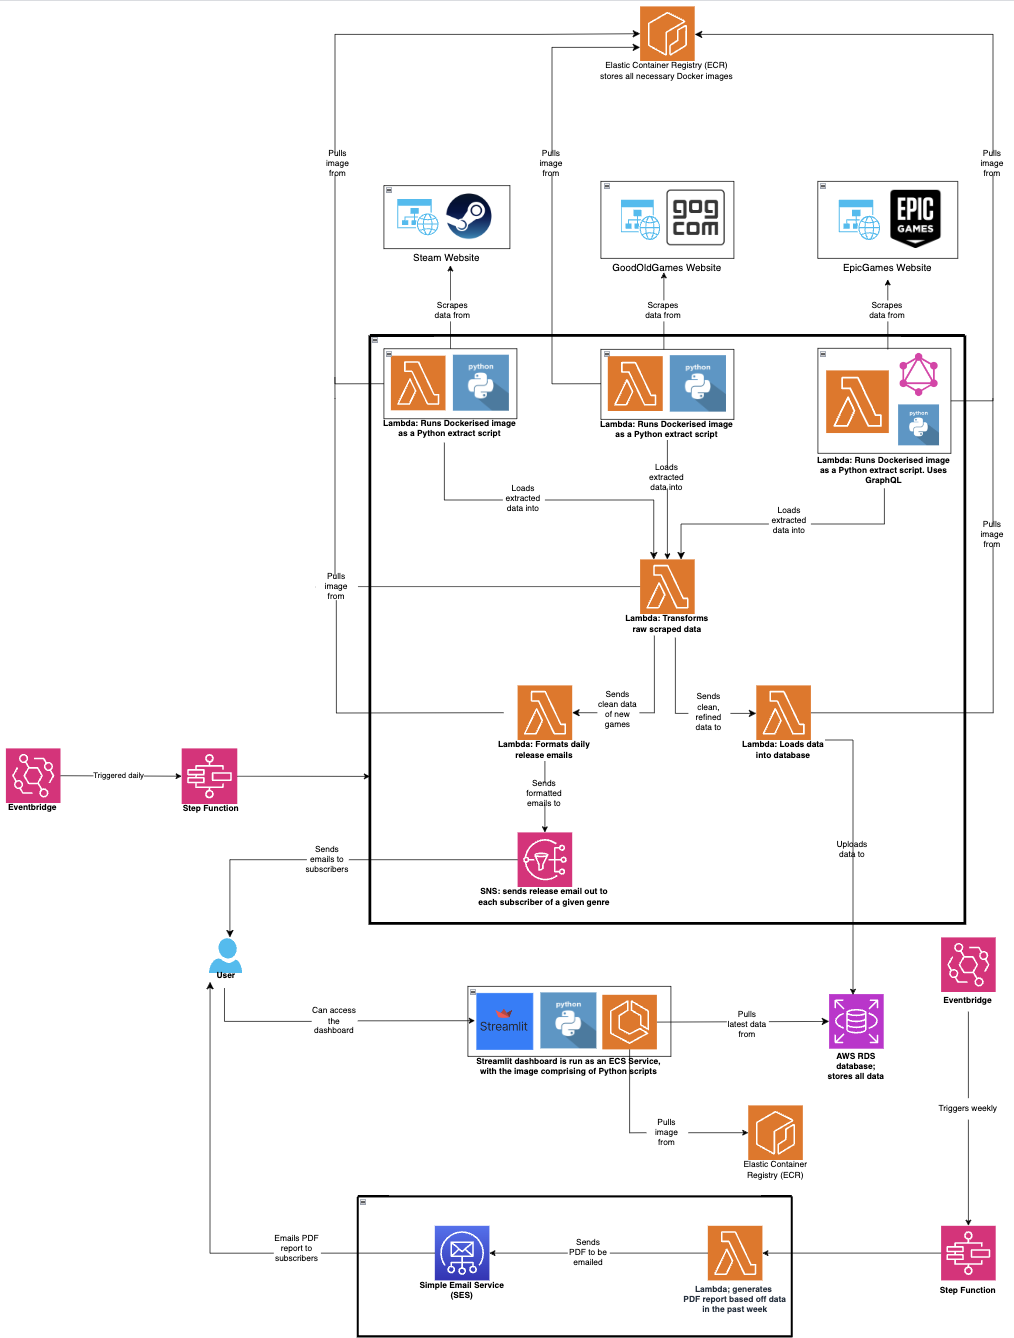 Elastic Container Registry (ECR)
stores all necessary Docker images
Pulls
image
from
Pulls
image
from
Pulls
image
from
gog
com
EPIC
GAMES
Steam Website
GoodOldGames Website
EpicGames Website
Scrapes
data from
Scrapes
data from
Scrapes
data from
python
python
python
Lambda: Runs Dockerised image
as a Python extract script
Lambda: Runs Dockerised image
as a Python extract script
Lambda: Runs Dockerised image
as a Python extract script. Uses
GraphQL
Loads
extracted
data into
Loads
extracted
data into
Loads
extracted
data into
Pulls
image
from
Pulls
image
from
Lambda: Transforms
raw scraped data
Sends
clean data
of new
games
Sends
clean,
refined
data to
Lambda: Formats daily
release emails
Lambda: Loads data
into database
Triggered daily
Eventbridge
Step Function
Sends
formatted
emails to
Sends
emails to
subscribers
Uploads
data to
SNS: sends release email out to
each subscriber of a given genre
User
Eventbridge
Can access
the
dashboard
Streamlit
python
Pulls
latest data
from
Streamlit dashboard is run as an ECS Service,
with the image comprising of Python scripts
AWS RDS
database;
stores all data
Triggers weekly
Pulls
image
from
Elastic Container
Registry (ECR)
Emails PDF
report to
subscribers
Sends
PDF to be
emailed
Simple Email Service
(SES)
Lambda; generates
PDF report based off data
in the past week
Step Function